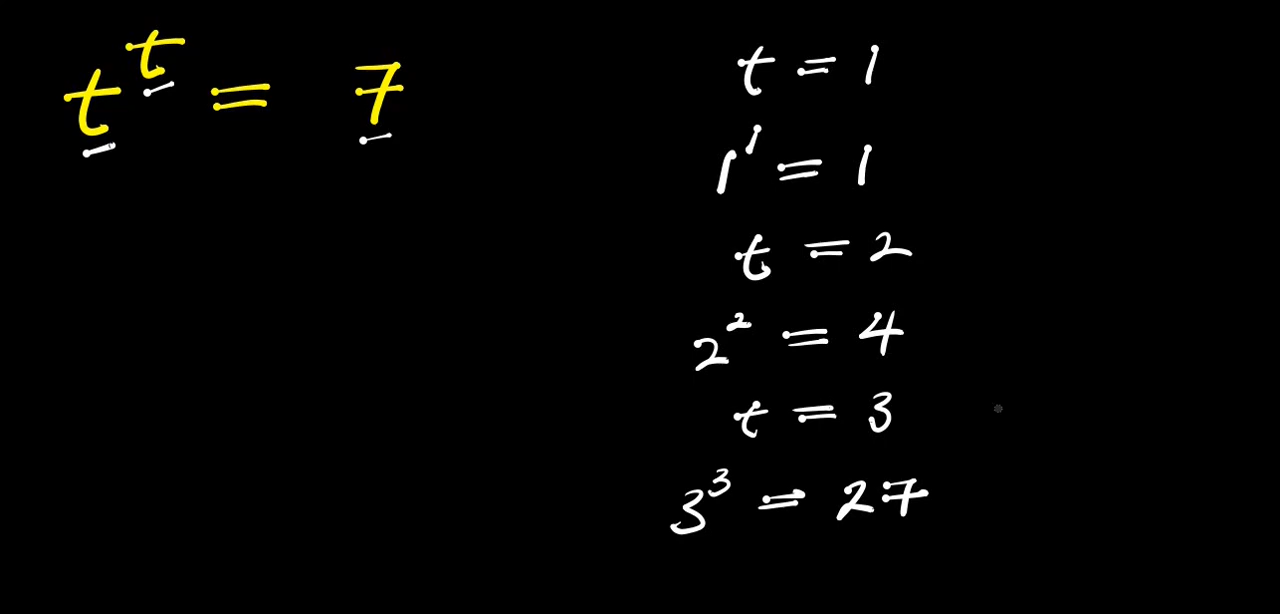 t^t = 7
t = 1
1^1 = 1
t = 2
2^2 = 4
t = 3
3^3 = 27